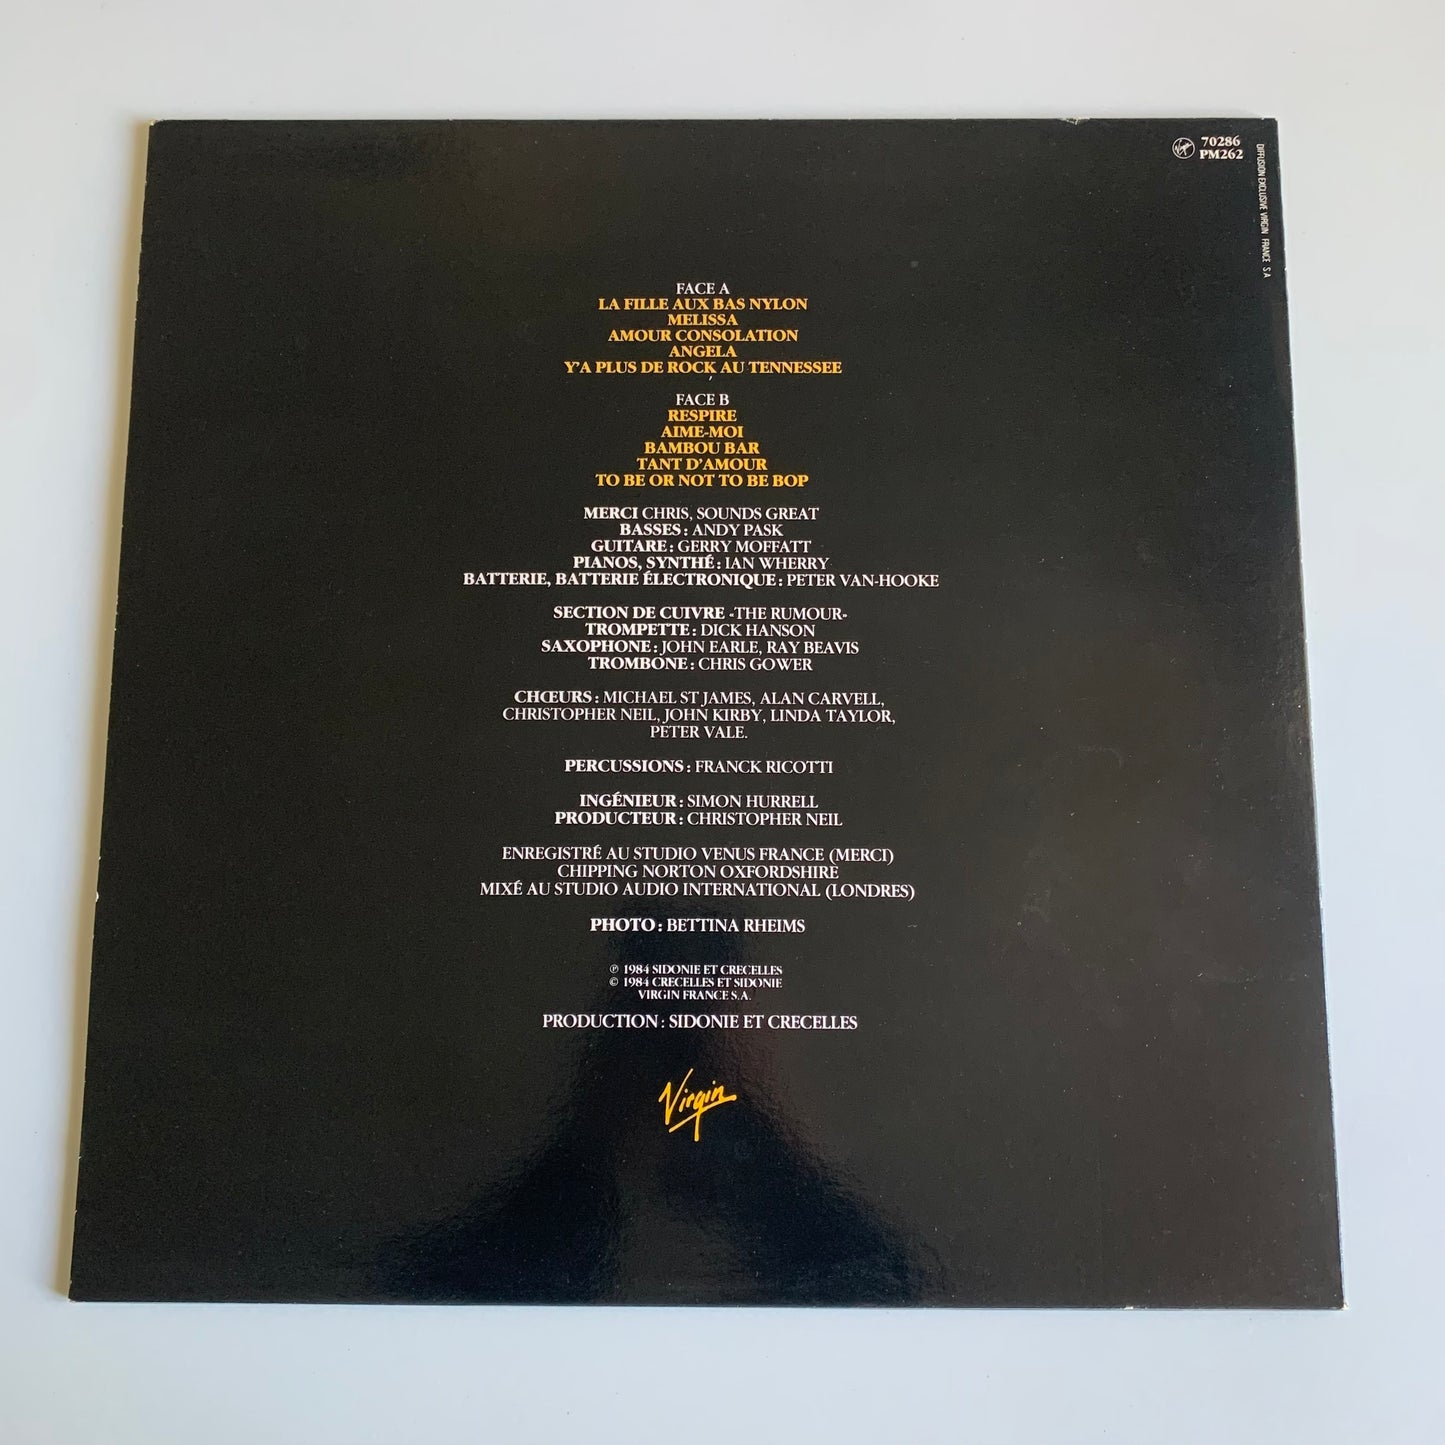 Virgin 70286
PM262
DIFFUSION EXCLUSIVE VIRGIN FRANCE S.A
FACE A
LA FILLE AUX BAS NYLON
MELISSA
AMOUR CONSOLATION
ANGELA
Y'A PLUS DE ROCK AU TENNESSEE
FACE B
RESPIRE
AIME-MOI
BAMBOU BAR
TANT D'AMOUR
TO BE OR NOT TO BE BOP
MERCI CHRIS, SOUNDS GREAT
BASSES : ANDY PASK
GUITARE : GERRY MOFFATT
PIANOS, SYNTHÉ : IAN WHERRY
BATTERIE, BATTERIE ÉLECTRONIQUE : PETER VAN-HOOKE
SECTION DE CUIVRE «THE RUMOUR»
TROMPETTE : DICK HANSON
SAXOPHONE : JOHN EARLE, RAY BEAVIS
TROMBONE : CHRIS GOWER
CHŒURS : MICHAEL ST JAMES, ALAN CARVELL,
CHRISTOPHER NEIL, JOHN KIRBY, LINDA TAYLOR,
PETER VALE.
PERCUSSIONS : FRANCK RICOTTI
INGÉNIEUR : SIMON HURRELL
PRODUCTEUR : CHRISTOPHER NEIL
ENREGISTRÉ AU STUDIO VENUS FRANCE (MERCI)
CHIPPING NORTON OXFORDSHIRE
MIXÉ AU STUDIO AUDIO INTERNATIONAL (LONDRES)
PHOTO : BETTINA RHEIMS
℗ 1984 SIDONIE ET CRECELLES
© 1984 CRECELLES ET SIDONIE
VIRGIN FRANCE S.A.
PRODUCTION : SIDONIE ET CRECELLES
Virgin